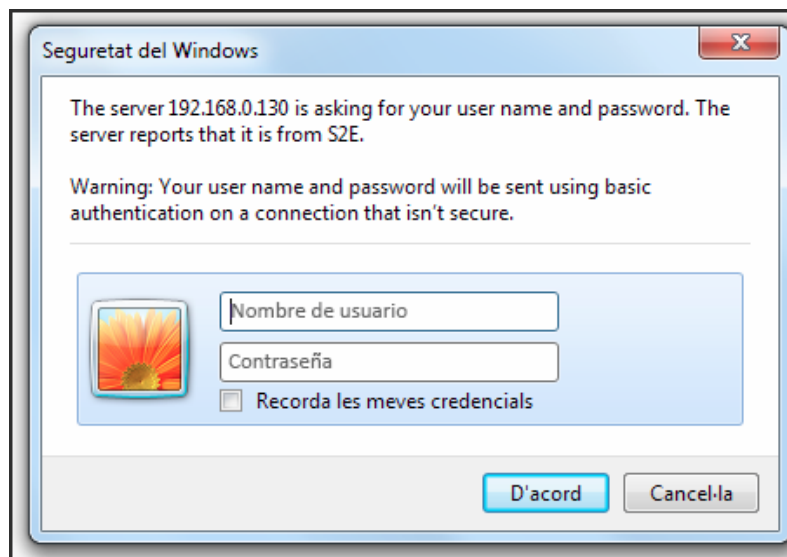 Seguretat del Windows
The server 192.168.0.130 is asking for your user name and password. The
server reports that it is from S2E.
Warning: Your user name and password will be sent using basic
authentication on a connection that isn't secure.
Nombre de usuario
Contraseña
Recorda les meves credencials
D'acord
Cancel·la